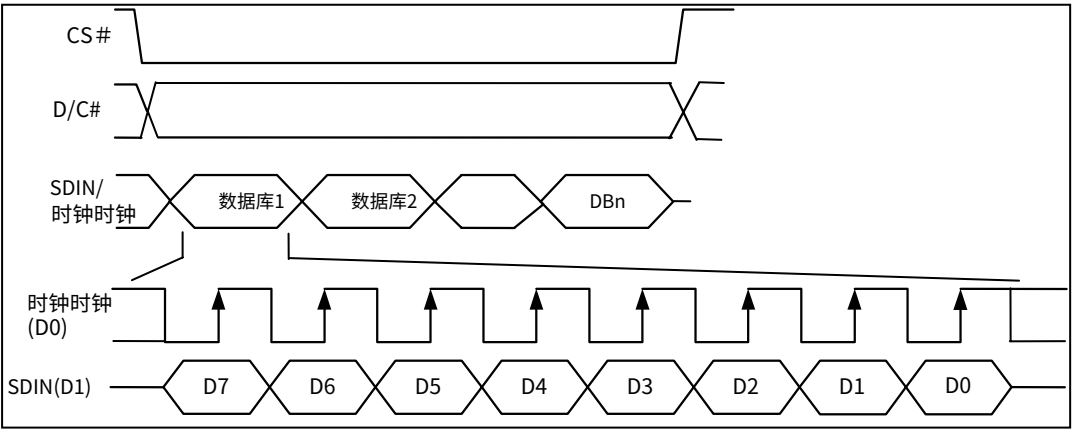 CS＃
D/C#
SDIN/
时钟时钟
数据库1 数据库2 DBn
时钟时钟
(D0)
SDIN(D1) D7 D6 D5 D4 D3 D2 D1 D0